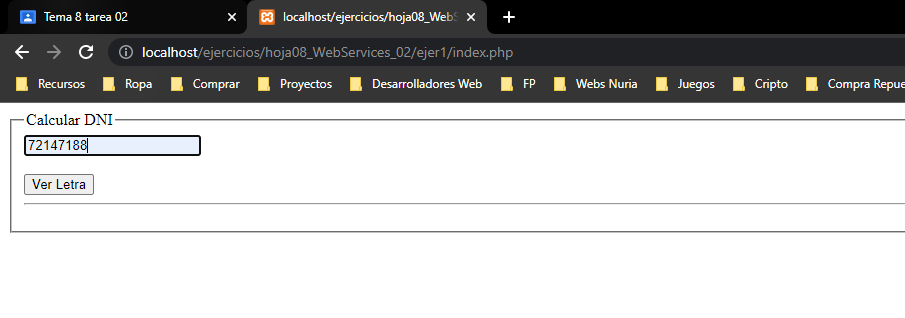 Tema 8 tarea 02
localhost/ejercicios/hoja08_WebS
localhost/ejercicios/hoja08_WebServices_02/ejer1/index.php
Recursos Ropa Comprar Proyectos Desarrolladores Web FP Webs Nuria Juegos Cripto Compra Repue
Calcular DNI
72147188
Ver Letra